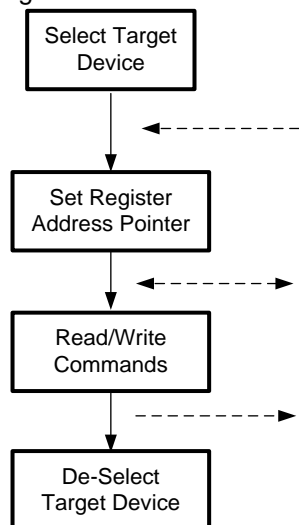 Select Target
Device
Set Register
Address Pointer
Read/Write
Commands
De-Select
Target Device